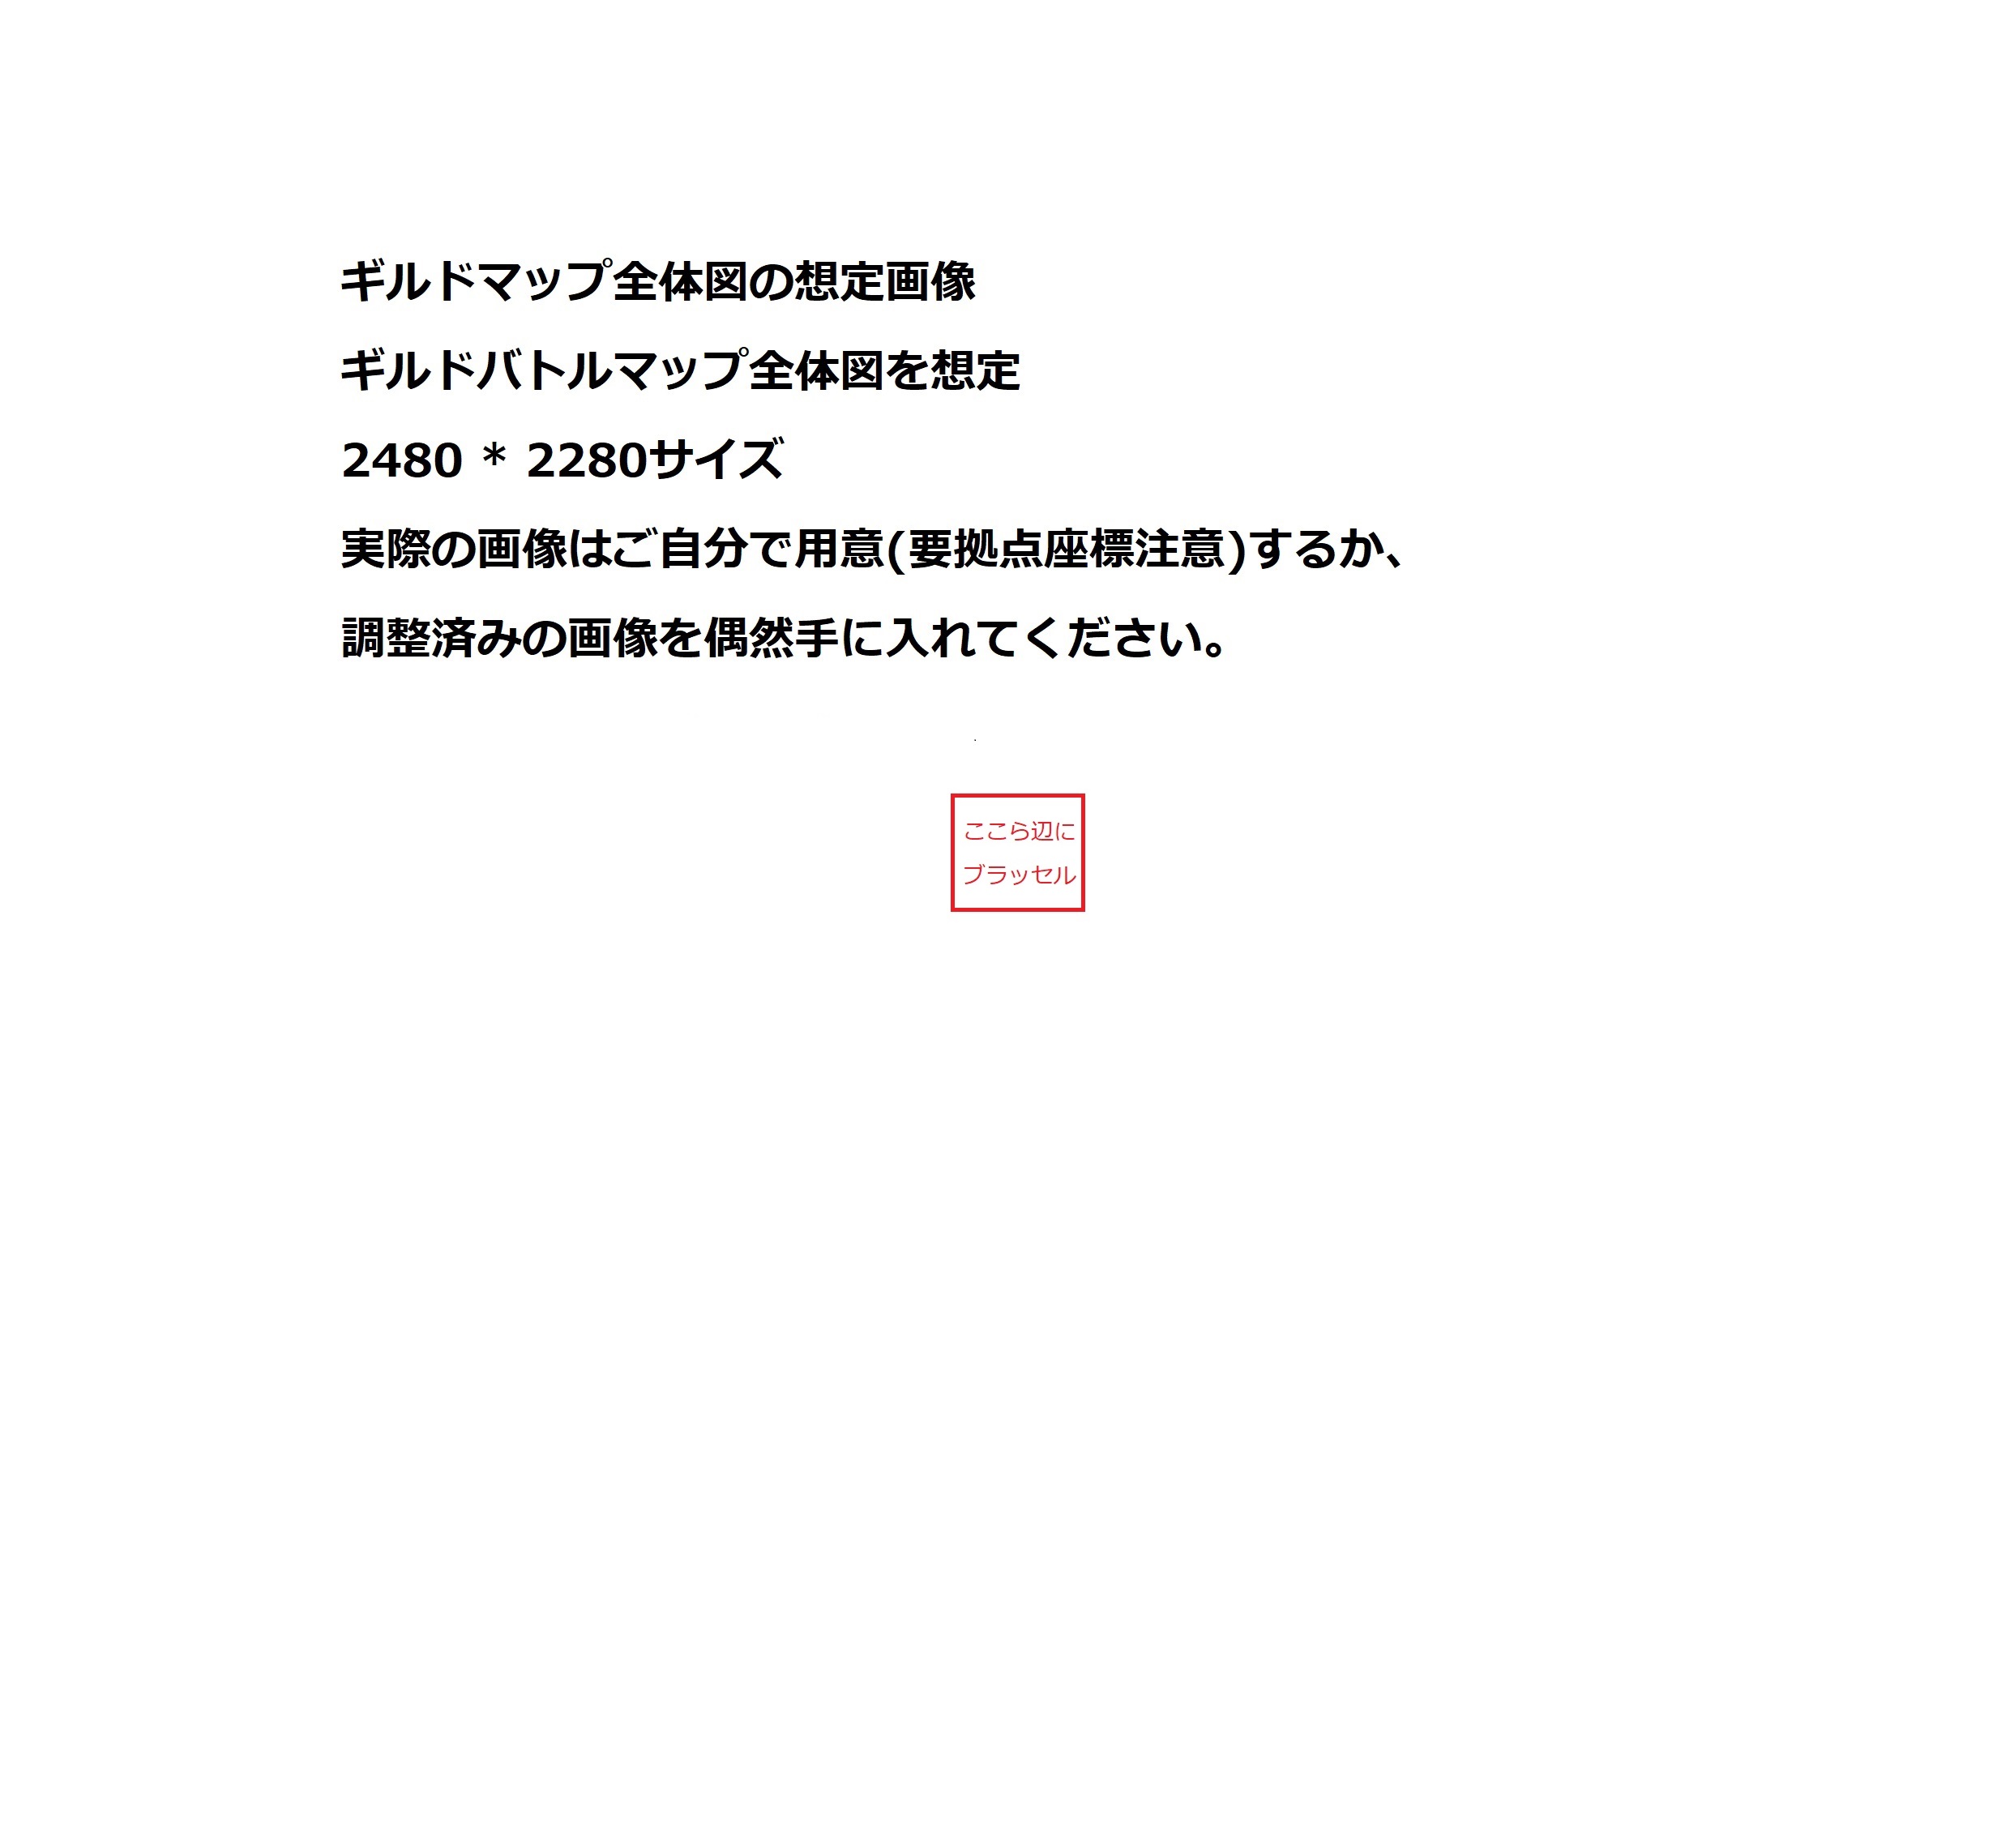 ギルドマップ全体図の想定画像
ギルドバトルマップ全体図を想定
2480 * 2280サイズ
実際の画像はご自分で用意(要拠点座標注意)するか、
調整済みの画像を偶然手に入れてください。
ここら辺に
ブラッセル